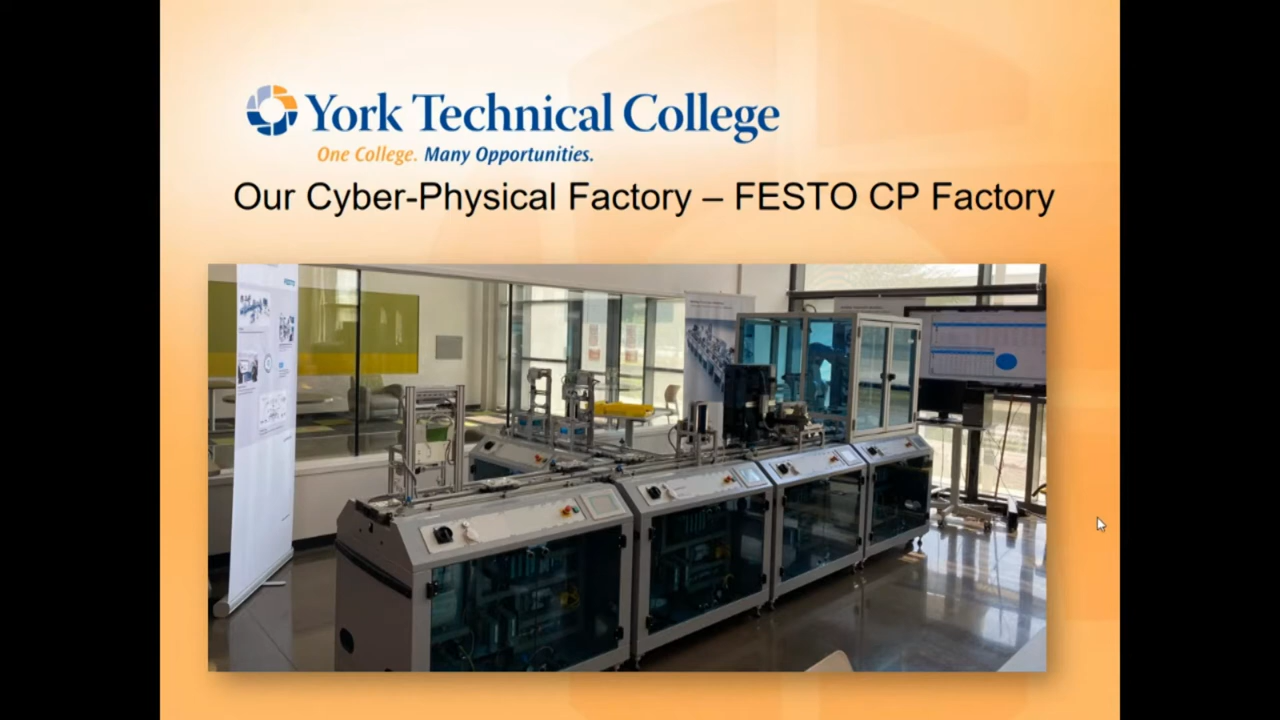 York Technical College
One College. Many Opportunities.
Our Cyber-Physical Factory – FESTO CP Factory